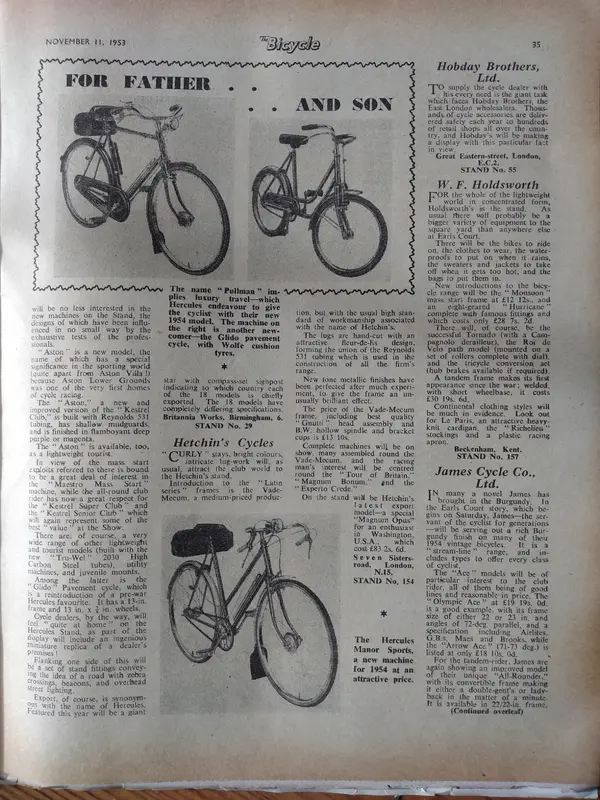 NOVEMBER 11, 1953
The Bicycle
35
FOR FATHER . .
. . AND SON
The name "Pullman" im-
plies luxury travel—which
Hercules endeavour to give
the cyclist with their new
1954 model. The machine on
the right is another new-
comer—the Glido pavement
cycle, with Wolfe cushion
tyres.
will be no less interested in the
new machines on the Stand, the
designs of which have been influ-
enced in no small way by the
exhaustive tests of the profes-
sionals.
"Aston" is a new model, the
name of which has a special
significance in the sporting world
(quite apart from Aston Villa!)
because Aston Lower Grounds
was one of the very first homes
of cycle racing.
The "Aston," a new and
improved version of the "Kestrel
Club," is built with Reynolds 531
tubing, has shallow mudguards,
and is finished in flamboyant deep
purple or magenta.
The "Aston" is available, too,
as a lightweight tourist.
In view of the mass start
exploits referred to there is bound
to be a great deal of interest in
the "Maestro Mass Start"
machine, while the all-round club
rider has now a great respect for
the "Kestrel Super Club" and
the "Kestrel Senior Club" which
will again represent some of the
best "value" at the Show.
There are, of course, a very
wide range of other lightweight
and tourist models (built with the
new "Tru-Wel" 2030 High
Carbon Steel tubes), utility
machines, and juvenile mounts.
Among the latter is the
"Glido" Pavement cycle, which
is a reintroduction of a pre-war
Hercules favourite. It has a 13-in.
frame and 13 in. x ¾ in. wheels.
Cycle dealers, by the way, will
feel "quite at home" on the
Hercules Stand, as part of the
display will include an ingenious
miniature replica of a dealer's
premises!
Flanking one side of this will
be a set of stand fittings convey-
ing the idea of a road with zebra
crossings, beacons, and overhead
street lighting.
Export, of course, is synonym-
ous with the name of Hercules.
Featured this year will be a giant
star with compass-set signpost
indicating to which country each
of the 18 models is chiefly
exported. The 18 models have
completely differing specifications.
Britannia Works, Birmingham, 6.
STAND No. 29
Hetchin's Cycles
"CURLY" stays, bright colours,
intricate lug-work will, as
usual, attract the club world to
the Hetchin's stand.
Introduction to the "Latin
series" frames is the Vade-
Mecum, a medium-priced produc-
tion, but with the usual high stan-
dard of workmanship associated
with the name of Hetchin's.
The lugs are hand-cut with an
attractive fleur-de-lis design,
forming the union of the Reynolds
531 tubing which is used in the
construction of all the firm's
range.
New tone metallic finishes have
been perfected after much experi-
ment, to give the frame an un-
usually brilliant effect.
The price of the Vade-Mecum
frame, including best quality
"Gnutti" head assembly and
B.W. hollow spindle and bracket
cups is £13 10s.
Complete machines will be on
show, many assembled round the
Vade-Mecum, and the racing
man's interest will be centred
round the "Tour of Britain,"
"Magnum Bonum," and the
"Experto Crede."
On the stand will be Hetchin's
latest export
model—a special
"Magnum Opus"
for an enthusiast
in Washington,
U.S.A., which
cost £83 2s. 6d.
Seven Sisters-
road, London,
N.15.
STAND No. 154
The Hercules
Manor Sports,
a new machine
for 1954 at an
attractive price.
Hobday Brothers,
Ltd.
TO supply the cycle dealer with
his every need is the giant task
which faces Hobday Brothers, the
East London wholesalers. Thous-
ands of cycle accessories are deliv-
ered safely each year to hundreds
of retail shops all over the coun-
try, and Hobday's will be making
a display with this particular fact
in view.
Great Eastern-street, London,
E.C.2.
STAND No. 55
W. F. Holdsworth
FOR the whole of the lightweight
world in concentrated form,
Holdsworth's is the stand. As
usual there will probably be a
bigger variety of equipment to the
square yard than anywhere else
at Earls Court.
There will be the bikes to ride
on, the clothes to wear, the water-
proofs to put on when it rains,
the sweaters and jackets to take
off when it gets too hot, and the
bags to put them in.
New introductions to the bicy-
cle range will be the "Monsoon"
mass start frame at £12 12s., and
an eight-geared "Hurricane"
complete with famous fittings and
which costs only £28 7s. 2d.
There will, of course, be the
successful Tornado (with a Cam-
pagnolo derailleur), the Roi de
Velo path model (mounted on a
set of rollers complete with dial),
and the tricycle conversion act
(hub brakes available if required).
A tandem frame makes its first
appearance since the war; welded,
with short wheelbase, it costs
£30 19s. 6d.
Continental clothing styles will
be much in evidence. Look out
for Le Paris, an attractive heavy-
knit cardigan, the "Richelieu"
stockings and a plastic racing
apron.
Beckenham, Kent.
STAND No. 157
James Cycle Co.,
Ltd.
IN many a novel James has
brought in the Burgundy. In
the Earls Court story, which be-
gins on Saturday, James—the ser-
vant of the cyclist for generations
—will be serving out a rich Bur-
gundy finish on many of their
1954 vintage bicycles. It is a
"stream-line" range, and in-
cludes types to offer every class
of cyclist.
The "Ace" models will be of
particular interest to the club
rider, all of them being of good
lines and reasonable in price. The
"Olympic Ace" at £19 19s. 0d.
is a good example, with its frame
size of either 22 or 23 in. and
angles of 72-deg. parallel, and a
specification including Airlites,
G.B.s, Maes and Brooks, while
the "Arrow Ace" (71-73 deg.) is
listed at only £18 10s. 0d.
For the tandem-rider, James are
again showing an improved model
of their unique "All-Rounder,"
with its convertible frame making
it either a double-gent's or lady-
back in the matter of a minute.
It is available in 22/22-in. frame,
(Continued overleaf)